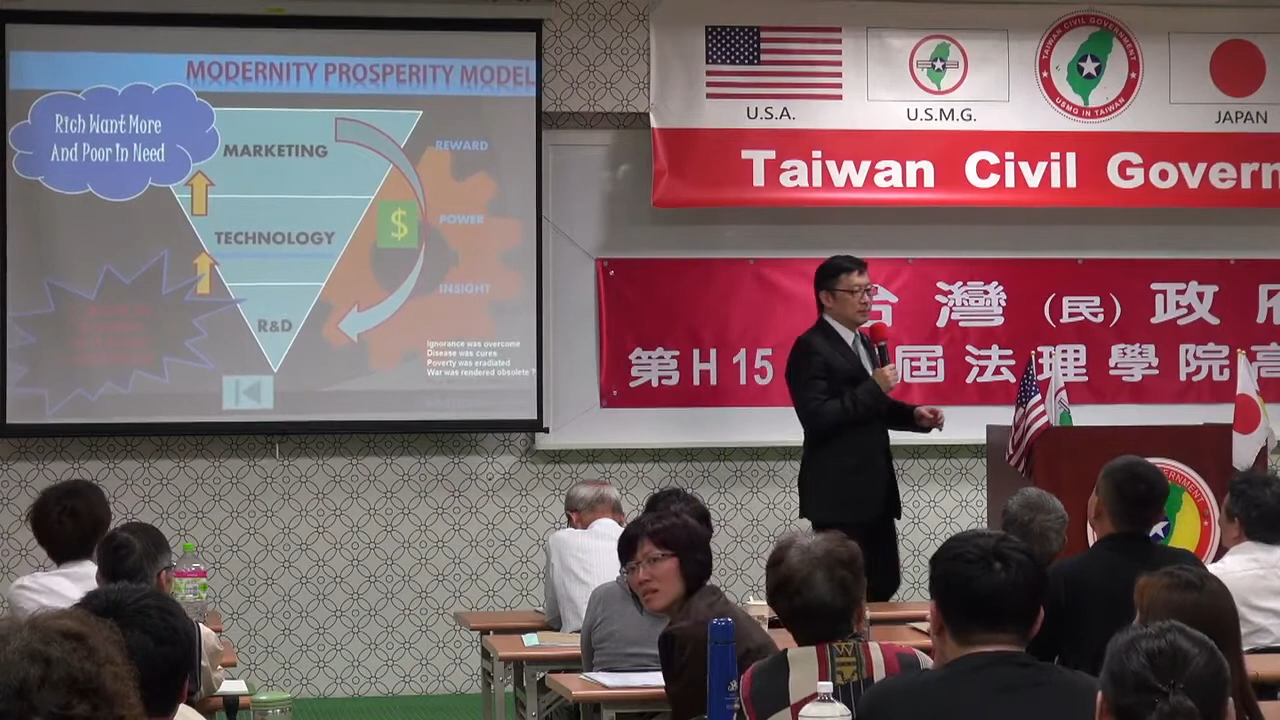 MODERNITY PROSPERITY MODEL
Rich Want More
And Poor In Need
MARKETING
TECHNOLOGY
R&D
$
REWARD
POWER
INSIGHT
Ignorance was overcome
Disease was cures
Poverty was eradiated
War was rendered obsolete ?
U.S.A.
U.S.M.G.
TAIWAN CIVIL GOVERNMENT
USMG IN TAIWAN
JAPAN
Taiwan Civil Govern
台灣(民)政府
第H15 屆法理學院高